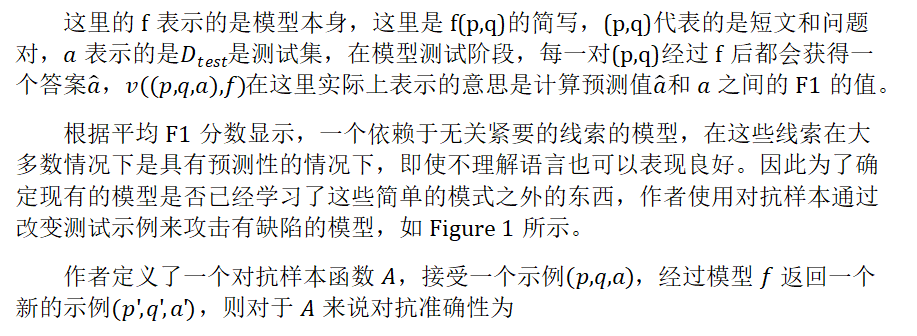 这里的 f 表示的是模型本身，这里是 f(p,q)的简写，(p,q)代表的是短文和问题
对，a 表示的是D_test是测试集，在模型测试阶段，每一对(p,q)经过 f 后都会获得一
个答案â，v((p,q,a),f)在这里实际上表示的意思是计算预测值â和 a 之间的 F1 的值。
根据平均 F1 分数显示，一个依赖于无关紧要的线索的模型，在这些线索在大
多数情况下是具有预测性的情况下，即使不理解语言也可以表现良好。因此为了确
定现有的模型是否已经学习了这些简单的模式之外的东西，作者使用对抗样本通过
改变测试示例来攻击有缺陷的模型，如 Figure 1 所示。
作者定义了一个对抗样本函数 A，接受一个示例(p,q,a)，经过模型 f 返回一个
新的示例(p',q',a')，则对于 A 来说对抗准确性为